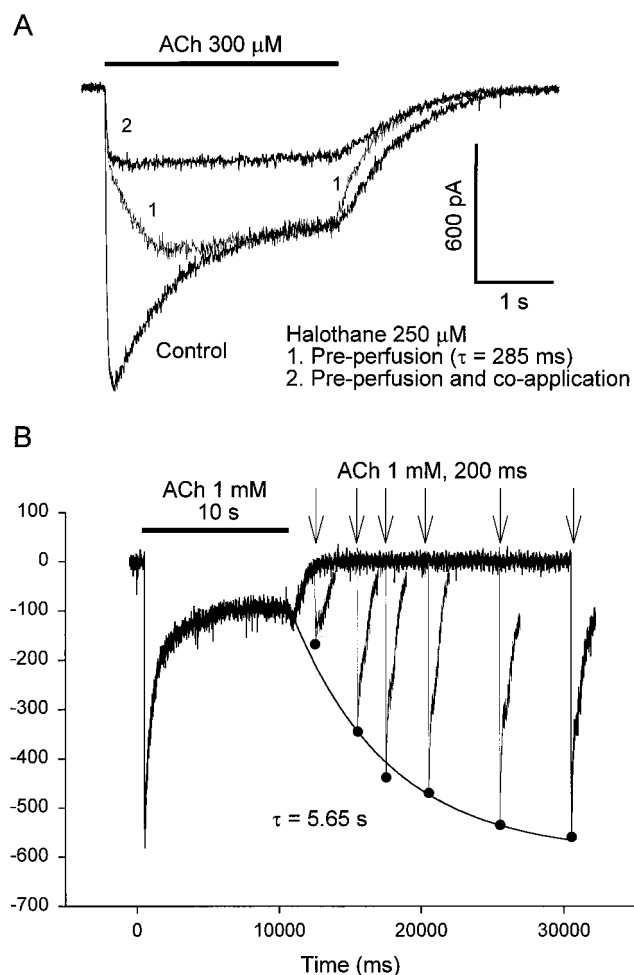 A
ACh 300 μM
2
1
1
Control
600 pA
1 s
Halothane 250 μM
1. Pre-perfusion (τ = 285 ms)
2. Pre-perfusion and co-application
B
ACh 1 mM
10 s
ACh 1 mM, 200 ms
100
0
-100
-200
-300
-400
-500
-600
-700
τ = 5.65 s
0
10000
20000
30000
Time (ms)